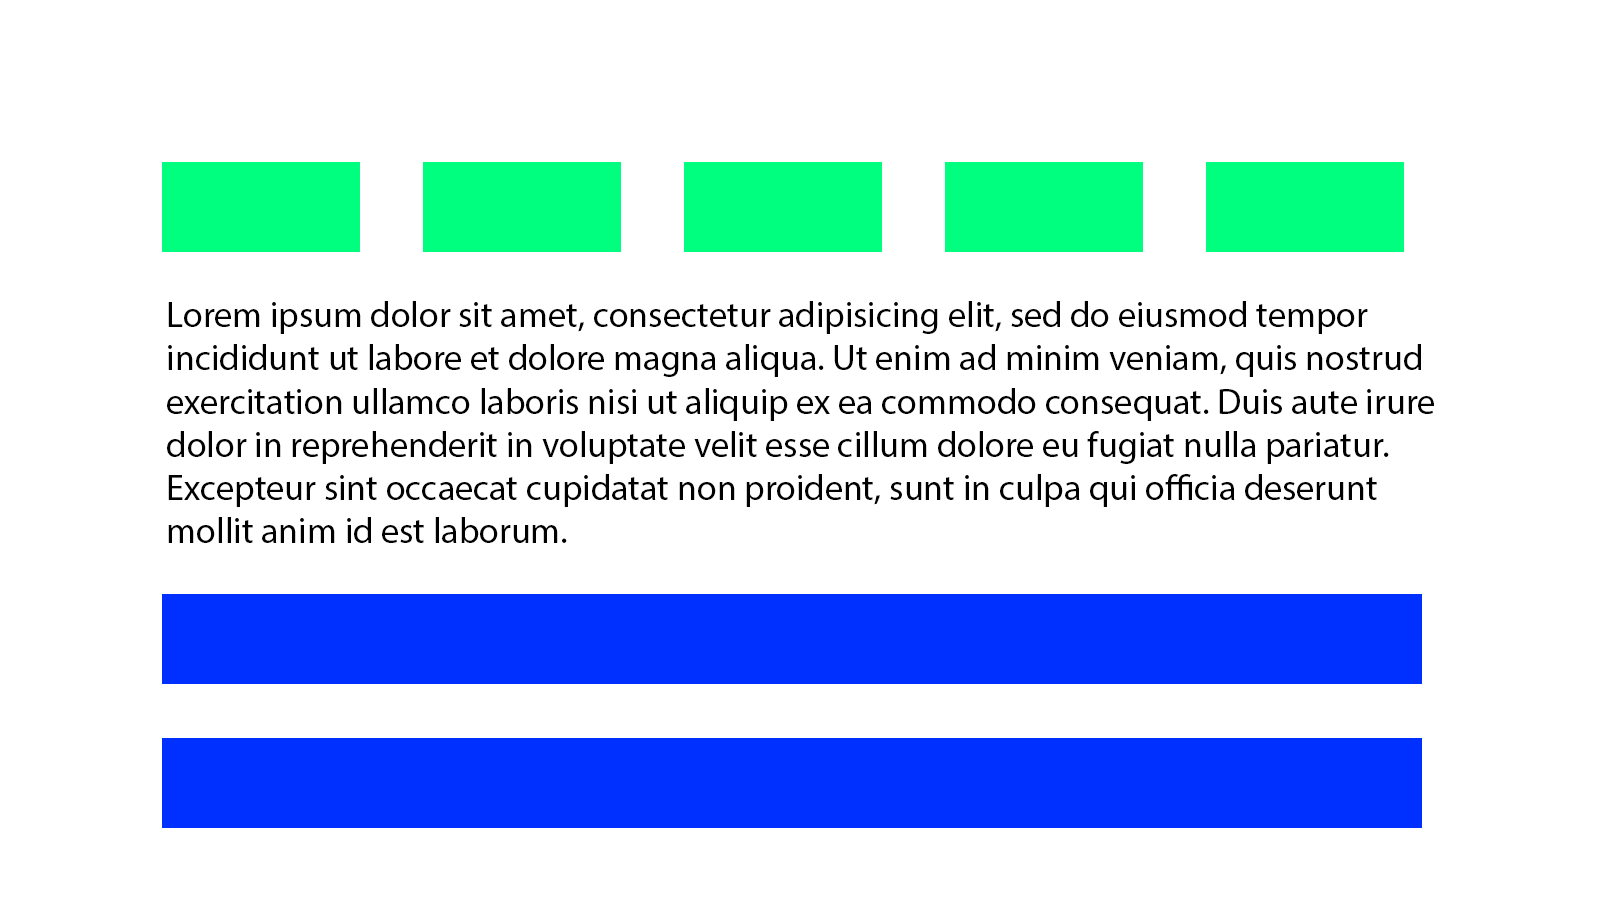 Lorem ipsum dolor sit amet, consectetur adipisicing elit, sed do eiusmod tempor
incididunt ut labore et dolore magna aliqua. Ut enim ad minim veniam, quis nostrud
exercitation ullamco laboris nisi ut aliquip ex ea commodo consequat. Duis aute irure
dolor in reprehenderit in voluptate velit esse cillum dolore eu fugiat nulla pariatur.
Excepteur sint occaecat cupidatat non proident, sunt in culpa qui officia deserunt
mollit anim id est laborum.